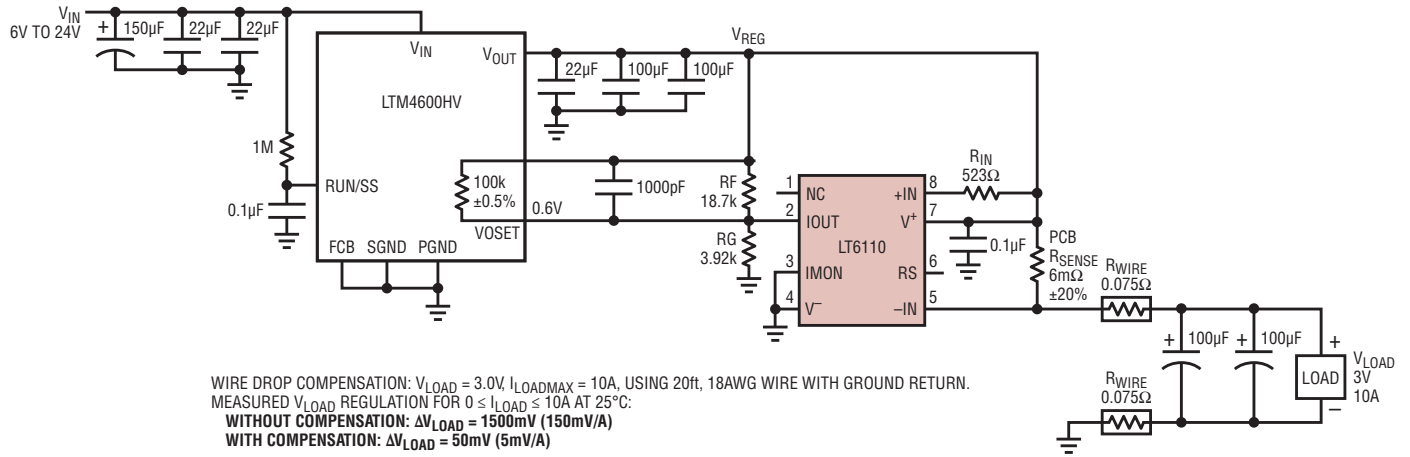 VIN
6V TO 24V
+
150µF
22µF
22µF
VIN
VOUT
LTM4600HV
1M
RUN/SS
0.1µF
FCB
SGND
PGND
100k
±0.5%
0.6V
VOSET
22µF
100µF
100µF
VREG
1000pF
RF
18.7k
RG
3.92k
1
NC
2
IOUT
3
IMON
4
V–
LT6110
+IN
8
V+
7
RS
6
–IN
5
RIN
523Ω
0.1µF
PCB
RSENSE
6mΩ
±20%
RWIRE
0.075Ω
+
100µF
+
100µF
+
LOAD
–
VLOAD
3V
10A
RWIRE
0.075Ω
WIRE DROP COMPENSATION: VLOAD = 3.0V, ILOADMAX = 10A, USING 20ft, 18AWG WIRE WITH GROUND RETURN.
MEASURED VLOAD REGULATION FOR 0 ≤ ILOAD ≤ 10A AT 25°C:
WITHOUT COMPENSATION: ΔVLOAD = 1500mV (150mV/A)
WITH COMPENSATION: ΔVLOAD = 50mV (5mV/A)